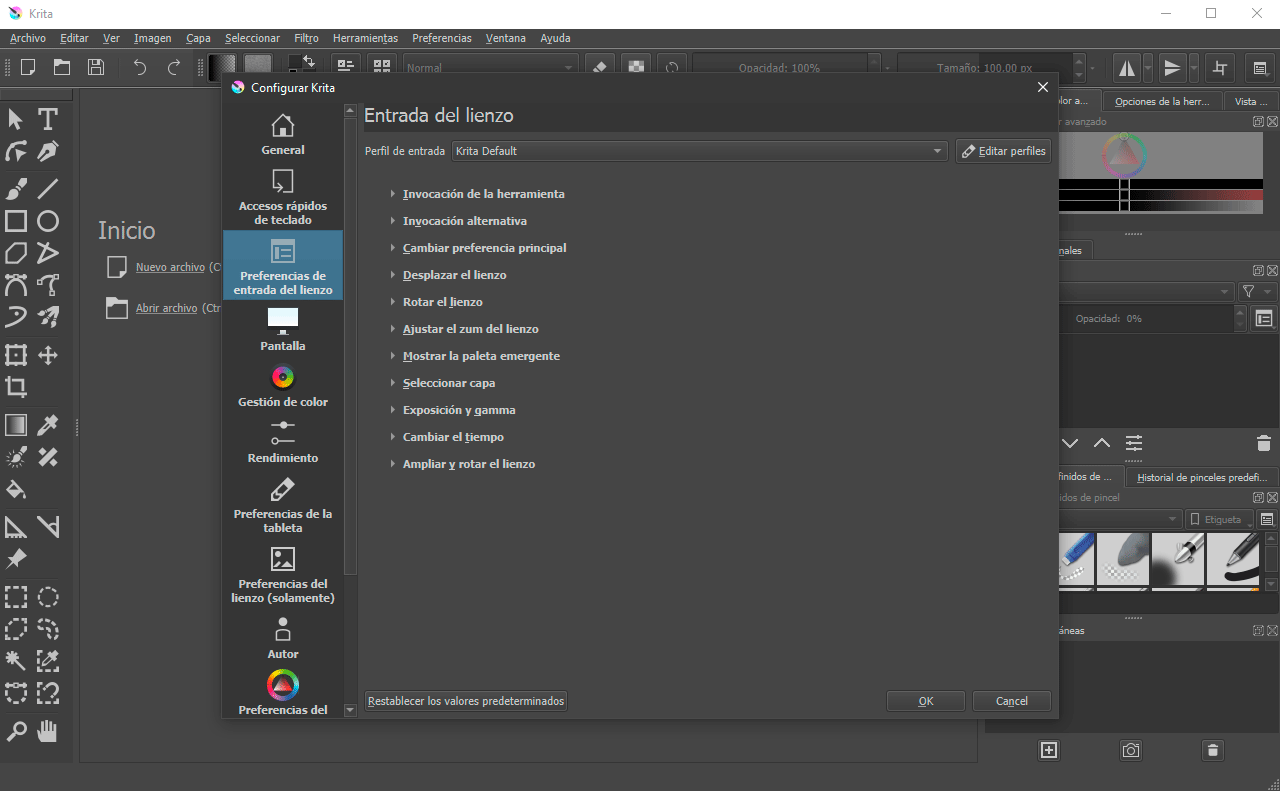 Krita
Archivo Editar Ver Imagen Capa Seleccionar Filtro Herramientas Preferencias Ventana Ayuda
Normal Opacidad: 100% Tamaño: 100.00 px
Configurar Krita
General
Accesos rápidos
de teclado
Preferencias de
entrada del lienzo
Pantalla
Gestión de color
Rendimiento
Preferencias de la
tableta
Preferencias del
lienzo (solamente)
Autor
Preferencias del
Entrada del lienzo
Perfil de entrada Krita Default Editar perfiles
Invocación de la herramienta
Invocación alternativa
Cambiar preferencia principal
Desplazar el lienzo
Rotar el lienzo
Ajustar el zum del lienzo
Mostrar la paleta emergente
Seleccionar capa
Exposición y gamma
Cambiar el tiempo
Ampliar y rotar el lienzo
Restablecer los valores predeterminados OK Cancel
Inicio
Nuevo archivo (C
Abrir archivo (Ctr
olor a... Opciones de la herr... Vista ...
r avanzado
nales
Opacidad: 0%
finidos de ... Historial de pinceles predefi...
idos de pincel
Etiqueta
áneas